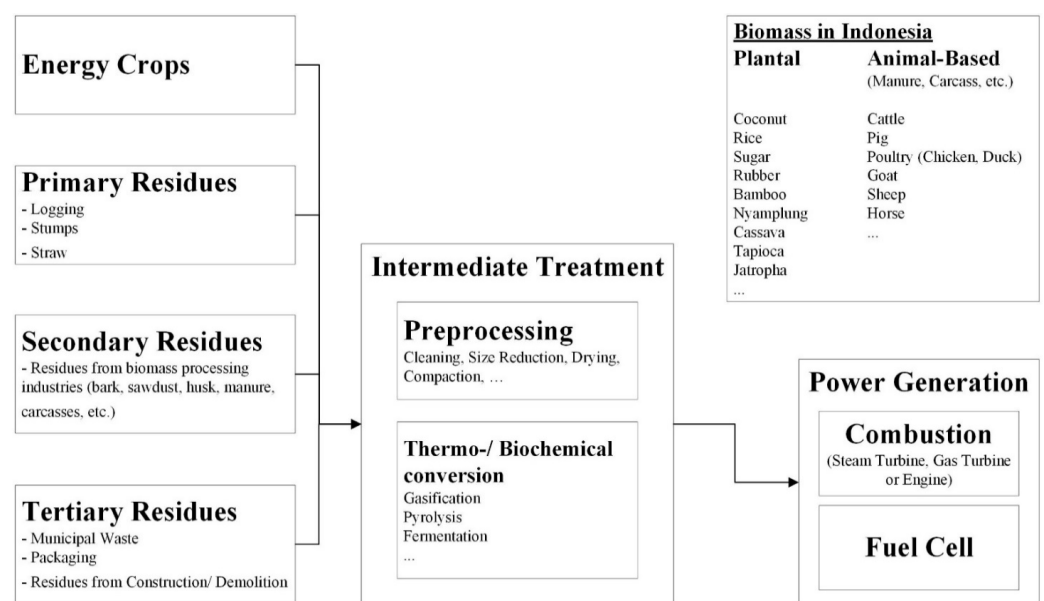 Energy Crops
Primary Residues
- Logging
- Stumps
- Straw
Secondary Residues
- Residues from biomass processing
industries (bark, sawdust, husk, manure,
carcasses, etc.)
Tertiary Residues
- Municipal Waste
- Packaging
- Residues from Construction/ Demolition
Intermediate Treatment
Preprocessing
Cleaning, Size Reduction, Drying,
Compaction, …
Thermo-/ Biochemical
conversion
Gasification
Pyrolysis
Fermentation
...
Biomass in Indonesia
Plantal
Coconut
Rice
Sugar
Rubber
Bamboo
Nyamplung
Cassava
Tapioca
Jatropha
...
Animal-Based
(Manure, Carcass, etc.)
Cattle
Pig
Poultry (Chicken, Duck)
Goat
Sheep
Horse
...
Power Generation
Combustion
(Steam Turbine, Gas Turbine
or Engine)
Fuel Cell